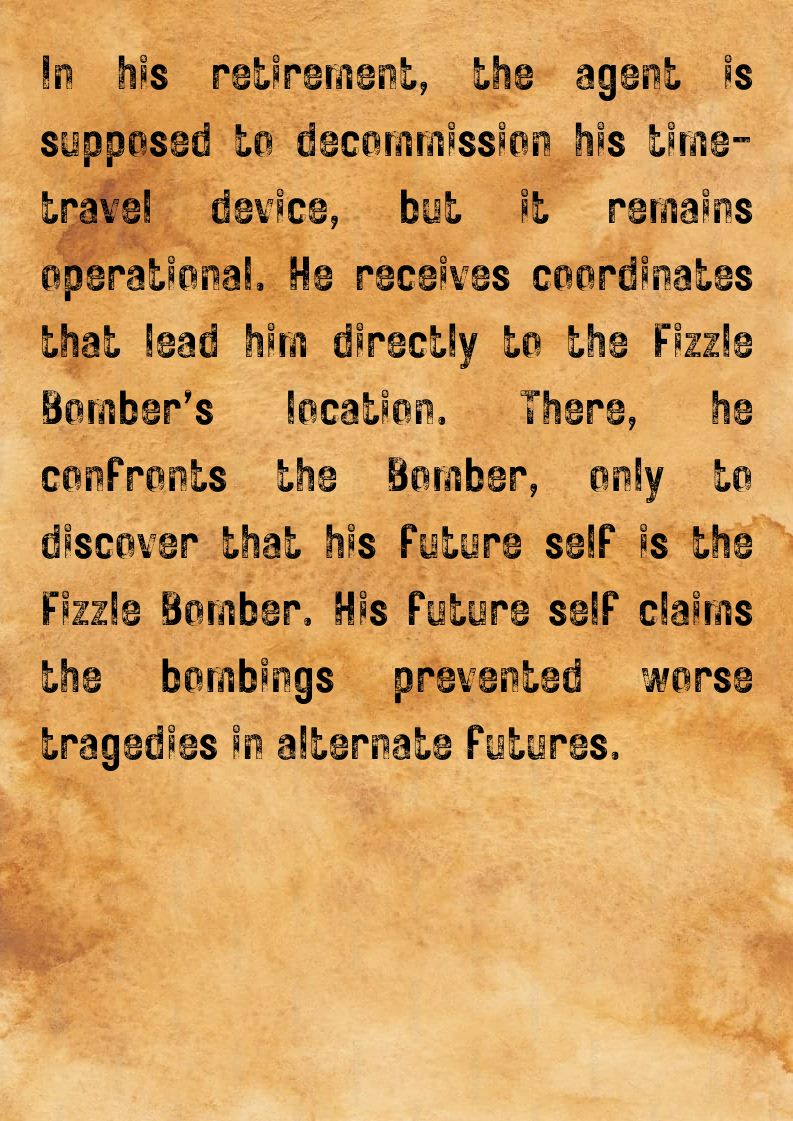 In his retirement, the agent is
supposed to decommission his time-
travel device, but it remains
operational. He receives coordinates
that lead him directly to the Fizzle
Bomber’s location. There, he
confronts the Bomber, only to
discover that his future self is the
Fizzle Bomber. His future self claims
the bombings prevented worse
tragedies in alternate futures.